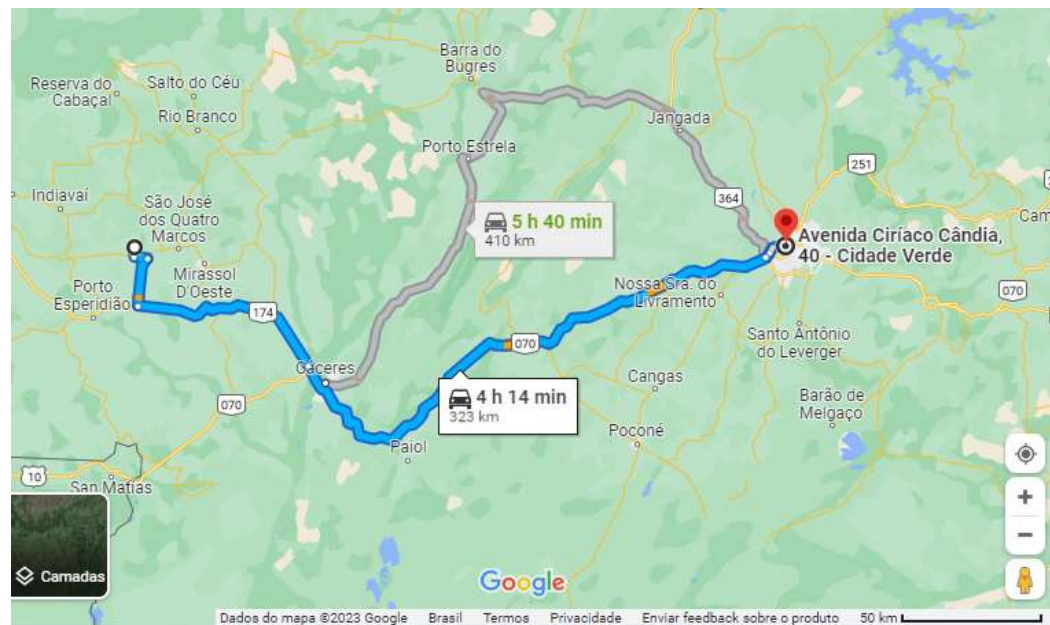 Barra do
Bugres
Reserva do
Cabaçal
Salto do Céu
Rio Branco
Jangada
Porto Estrela
251
Indiavaí
São José
dos Quatro
Marcos
364
5 h 40 min
410 km
Avenida Ciríaco Cândia,
40 - Cidade Verde
Mirassol
D'Oeste
Porto
Esperidião
174
Nossa Sra. do
Livramento
070
Santo Antônio
do Leverger
070
Cáceres
4 h 14 min
323 km
Cangas
070
Barão de
Melgaço
Poconé
Paiol
10
San Matías
Camadas
Google
Dados do mapa ©2023 Google Brasil Termos Privacidade Enviar feedback sobre o produto 50 km